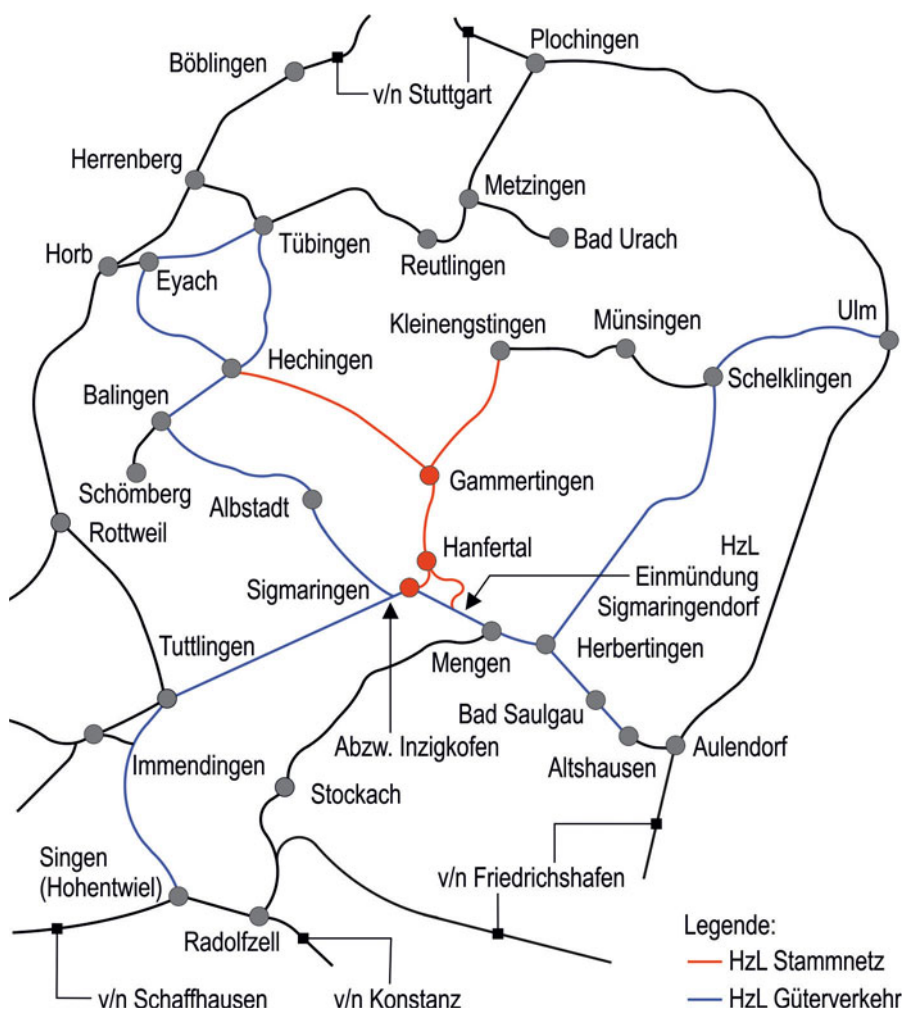 Plochingen
Böblingen
v/n Stuttgart
Herrenberg
Metzingen
Tübingen
Bad Urach
Horb
Reutlingen
Eyach
Kleinengstingen
Münsingen
Ulm
Hechingen
Schelklingen
Balingen
Gammertingen
Schömberg
Albstadt
Rottweil
Hanfertal
HzL
Einmündung
Sigmaringendorf
Sigmaringen
Tuttlingen
Mengen
Herbertingen
Bad Saulgau
Abzw. Inzigkofen
Aulendorf
Immendingen
Altshausen
Stockach
Singen
(Hohentwiel)
v/n Friedrichshafen
Radolfzell
Legende:
HzL Stammnetz
v/n Schaffhausen
v/n Konstanz
HzL Güterverkehr